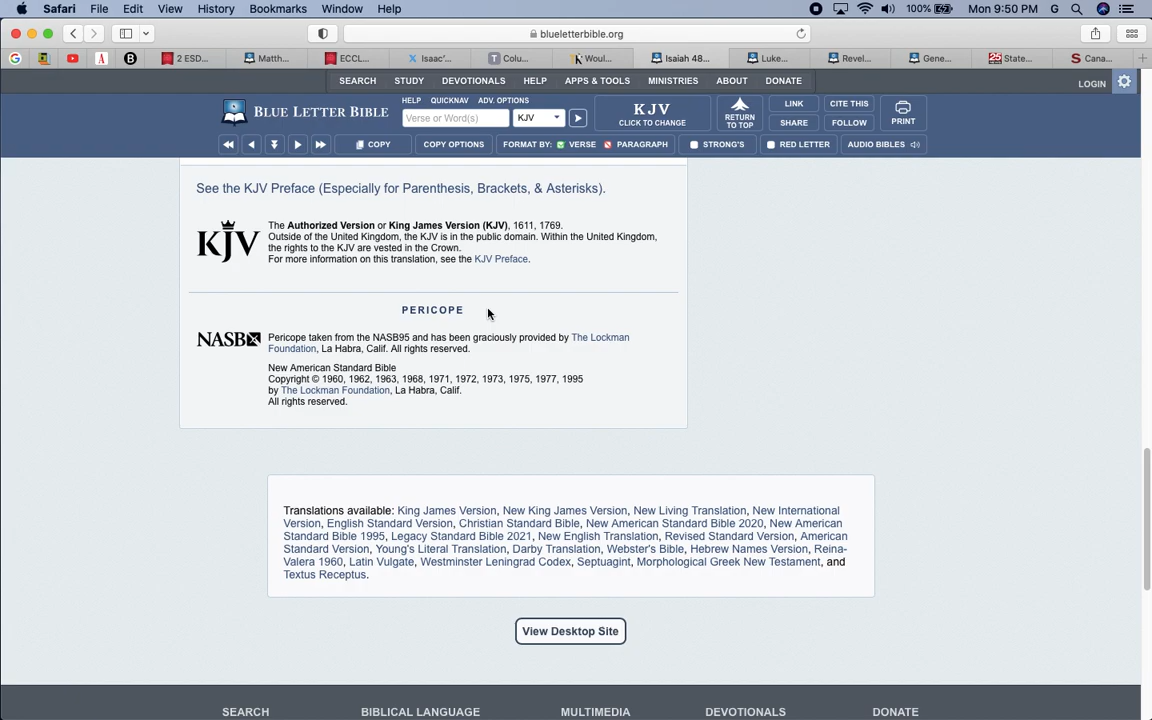 Safari File Edit View History Bookmarks Window Help 100% Mon 9:50 PM G
blueletterbible.org
A B 2 ESD... Matth... ECCL... Isaac'... T Colu... Woul... Isaiah 48... Luke... Revel... Gene... State... Cana...
SEARCH STUDY DEVOTIONALS HELP APPS & TOOLS MINISTRIES ABOUT DONATE LOGIN
BLUE LETTER BIBLE
HELP QUICKNAV ADV. OPTIONS
Verse or Word(s) KJV
KJV
CLICK TO CHANGE
RETURN
TO TOP
LINK CITE THIS
SHARE FOLLOW
PRINT
COPY COPY OPTIONS FORMAT BY: VERSE PARAGRAPH STRONG'S RED LETTER AUDIO BIBLES
See the KJV Preface (Especially for Parenthesis, Brackets, & Asterisks).
KJV
The Authorized Version or King James Version (KJV), 1611, 1769.
Outside of the United Kingdom, the KJV is in the public domain. Within the United Kingdom,
the rights to the KJV are vested in the Crown.
For more information on this translation, see the KJV Preface.
PERICOPE
NASB
Pericope taken from the NASB95 and has been graciously provided by The Lockman
Foundation, La Habra, Calif. All rights reserved.
New American Standard Bible
Copyright © 1960, 1962, 1963, 1968, 1971, 1972, 1973, 1975, 1977, 1995
by The Lockman Foundation, La Habra, Calif.
All rights reserved.
Translations available: King James Version, New King James Version, New Living Translation, New International
Version, English Standard Version, Christian Standard Bible, New American Standard Bible 2020, New American
Standard Bible 1995, Legacy Standard Bible 2021, New English Translation, Revised Standard Version, American
Standard Version, Young's Literal Translation, Darby Translation, Webster's Bible, Hebrew Names Version, Reina-
Valera 1960, Latin Vulgate, Westminster Leningrad Codex, Septuagint, Morphological Greek New Testament, and
Textus Receptus.
View Desktop Site
SEARCH BIBLICAL LANGUAGE MULTIMEDIA DEVOTIONALS DONATE